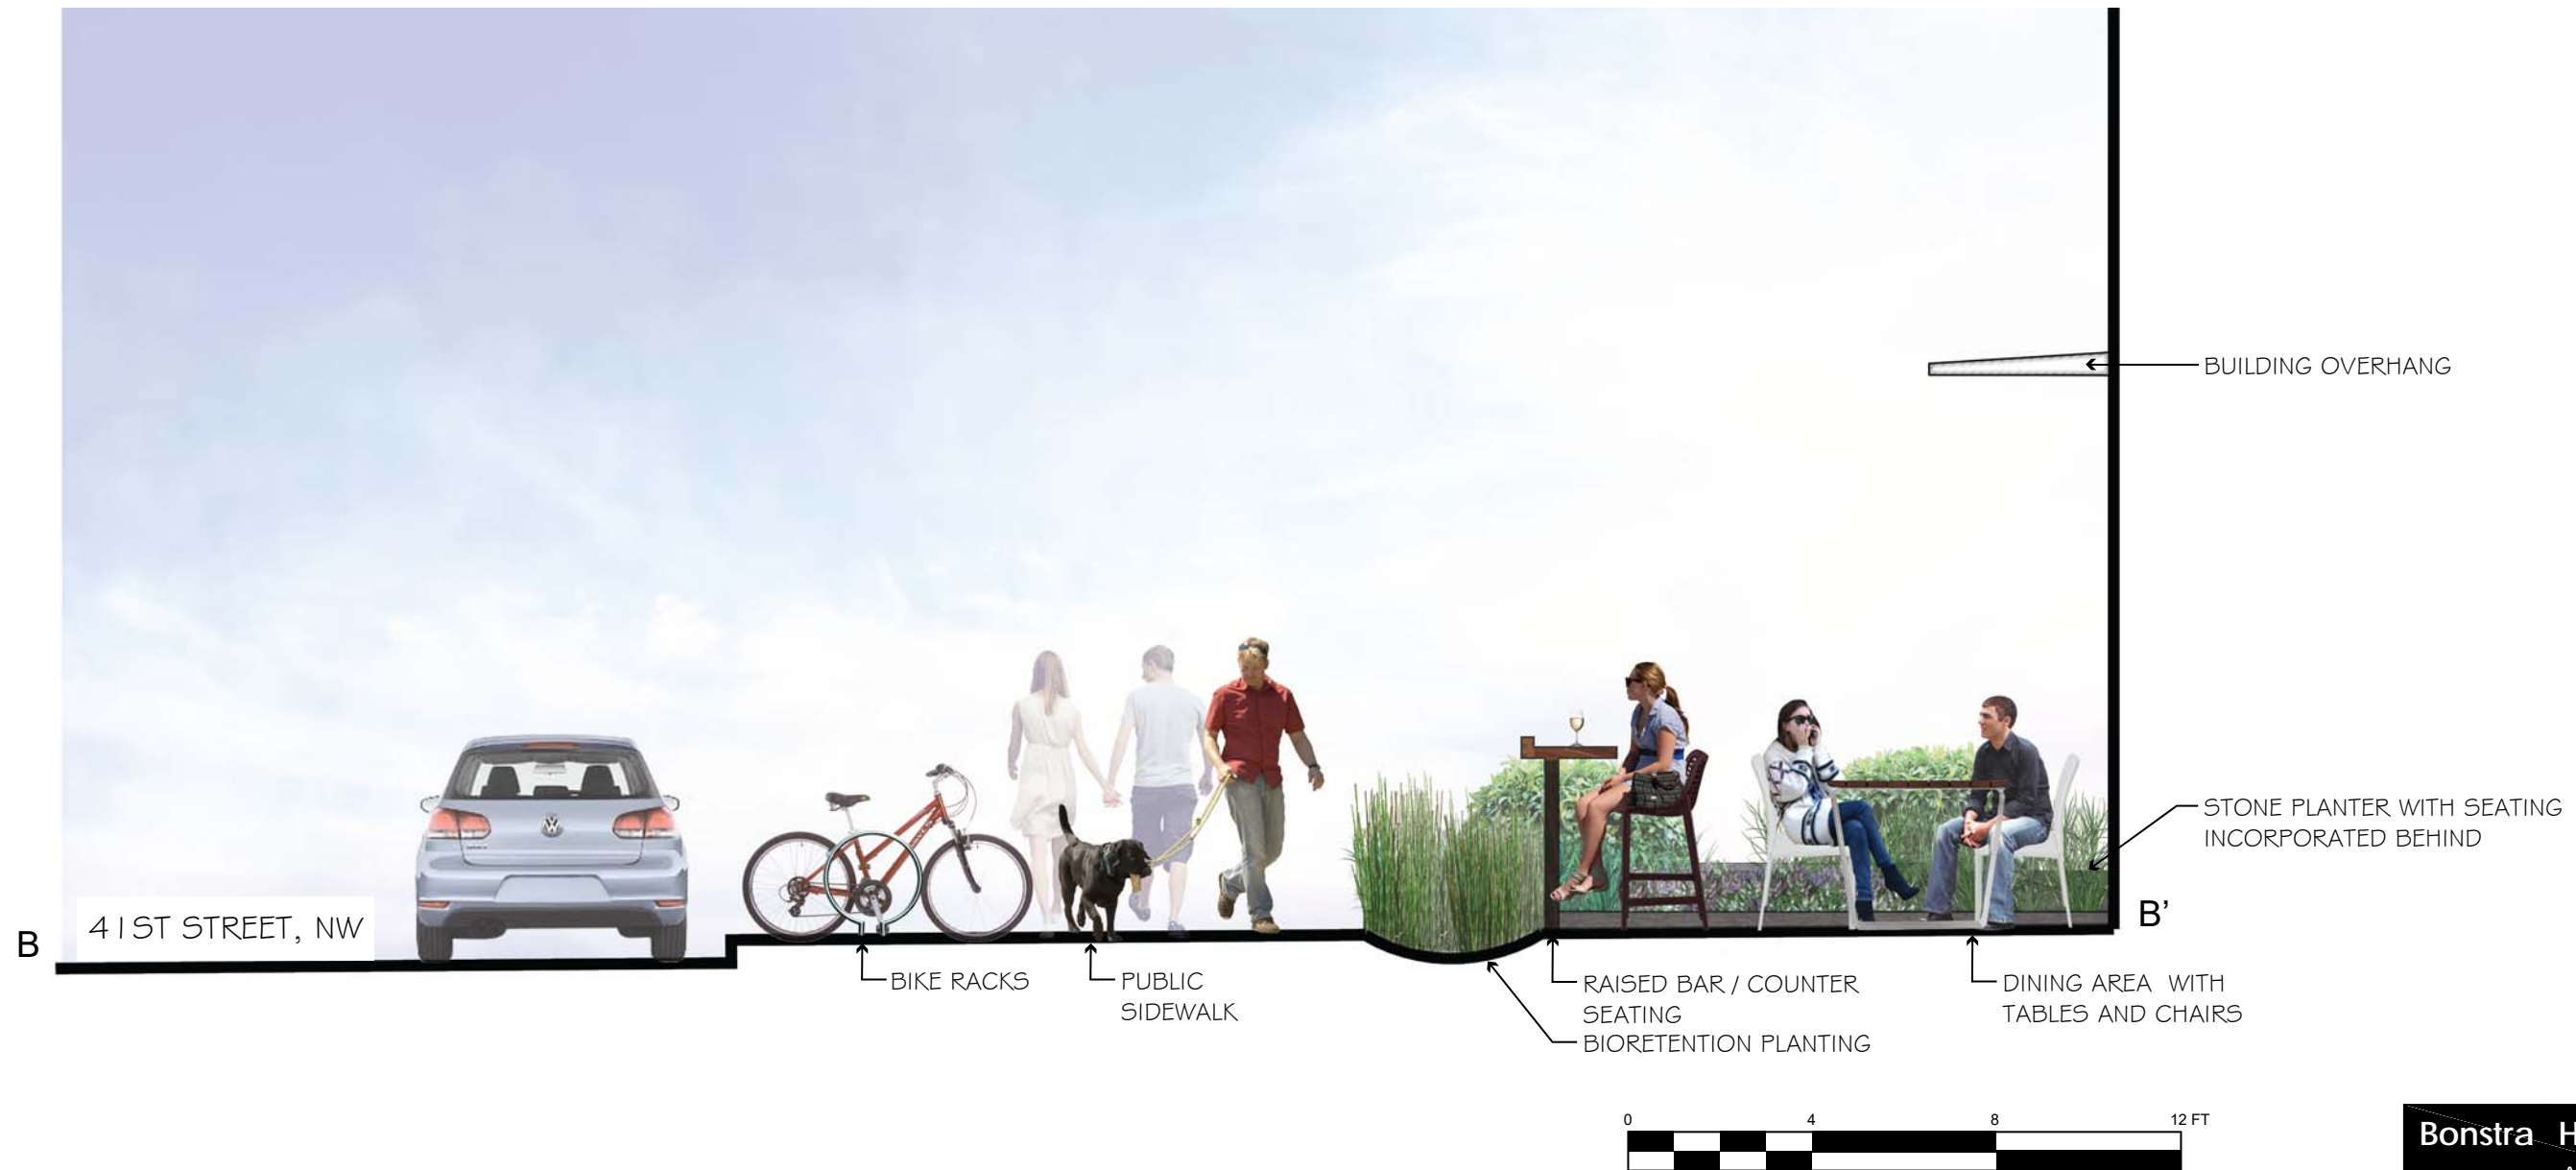 BUILDING OVERHANG
STONE PLANTER WITH SEATING
INCORPORATED BEHIND
B
41ST STREET, NW
B'
BIKE RACKS
PUBLIC
SIDEWALK
RAISED BAR / COUNTER
SEATING
BIORETENTION PLANTING
DINING AREA WITH
TABLES AND CHAIRS
0 4 8 12 FT
Bonstra H